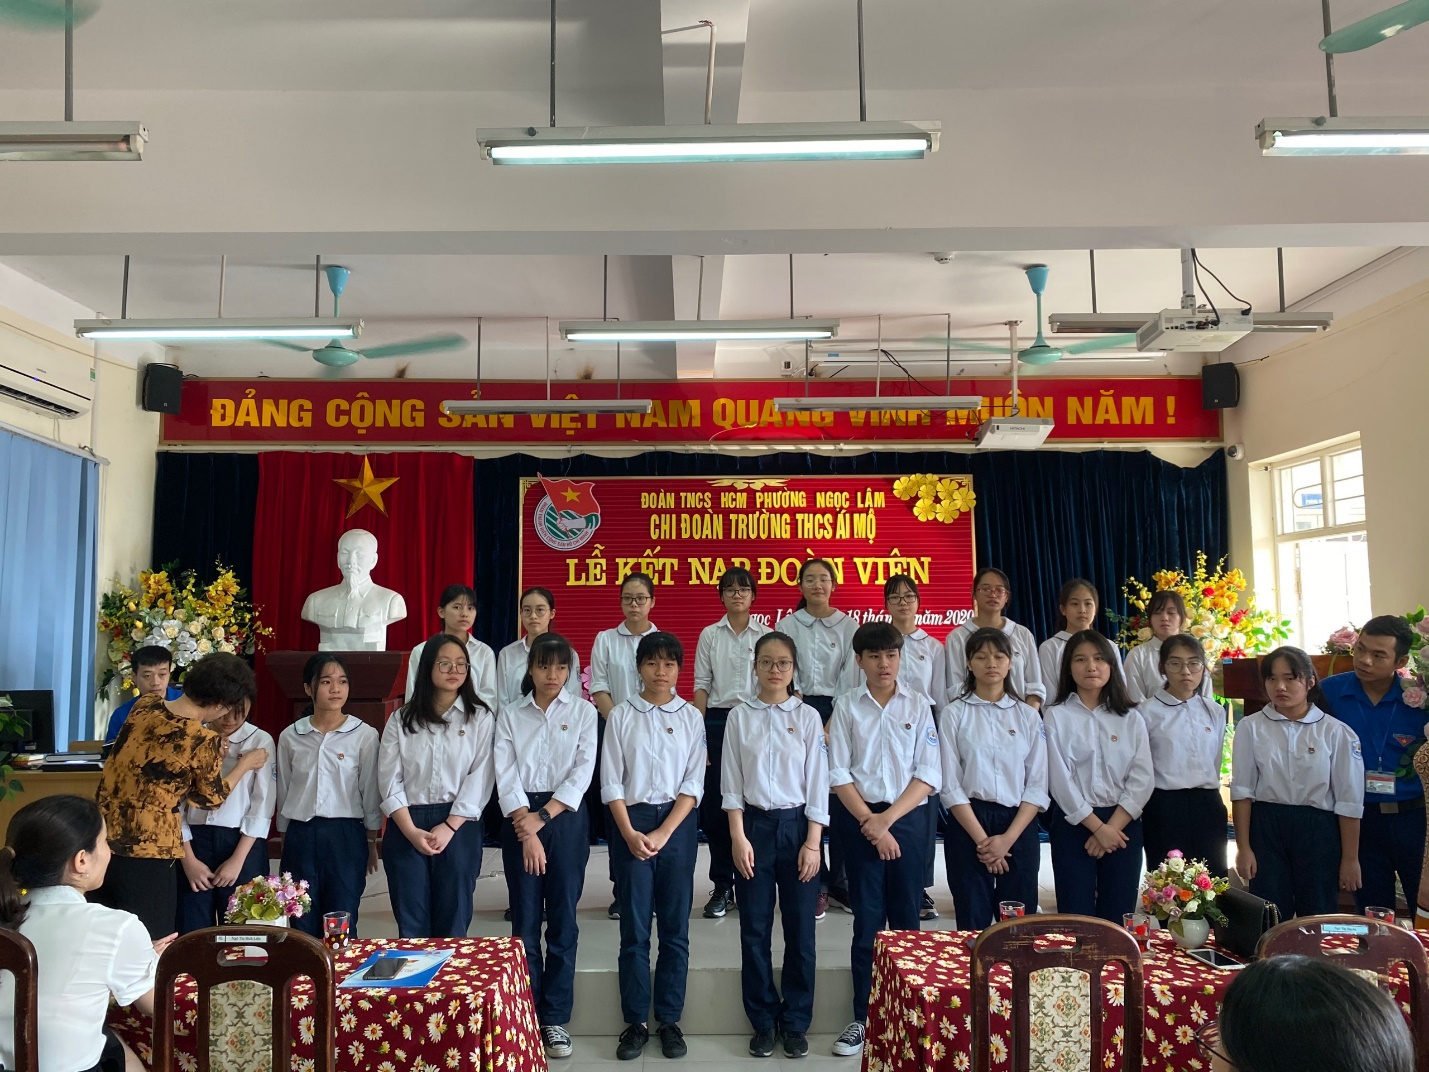 ĐẢNG CỘNG SẢN VIỆT NAM QUANG VINH MUÔN NĂM !
ĐOÀN TNCS HCM PHƯỜNG NGỌC LÂM
CHI ĐOÀN TRƯỜNG THCS ÁI MỘ
LỄ KẾT NẠP ĐOÀN VIÊN
18 năm 2020